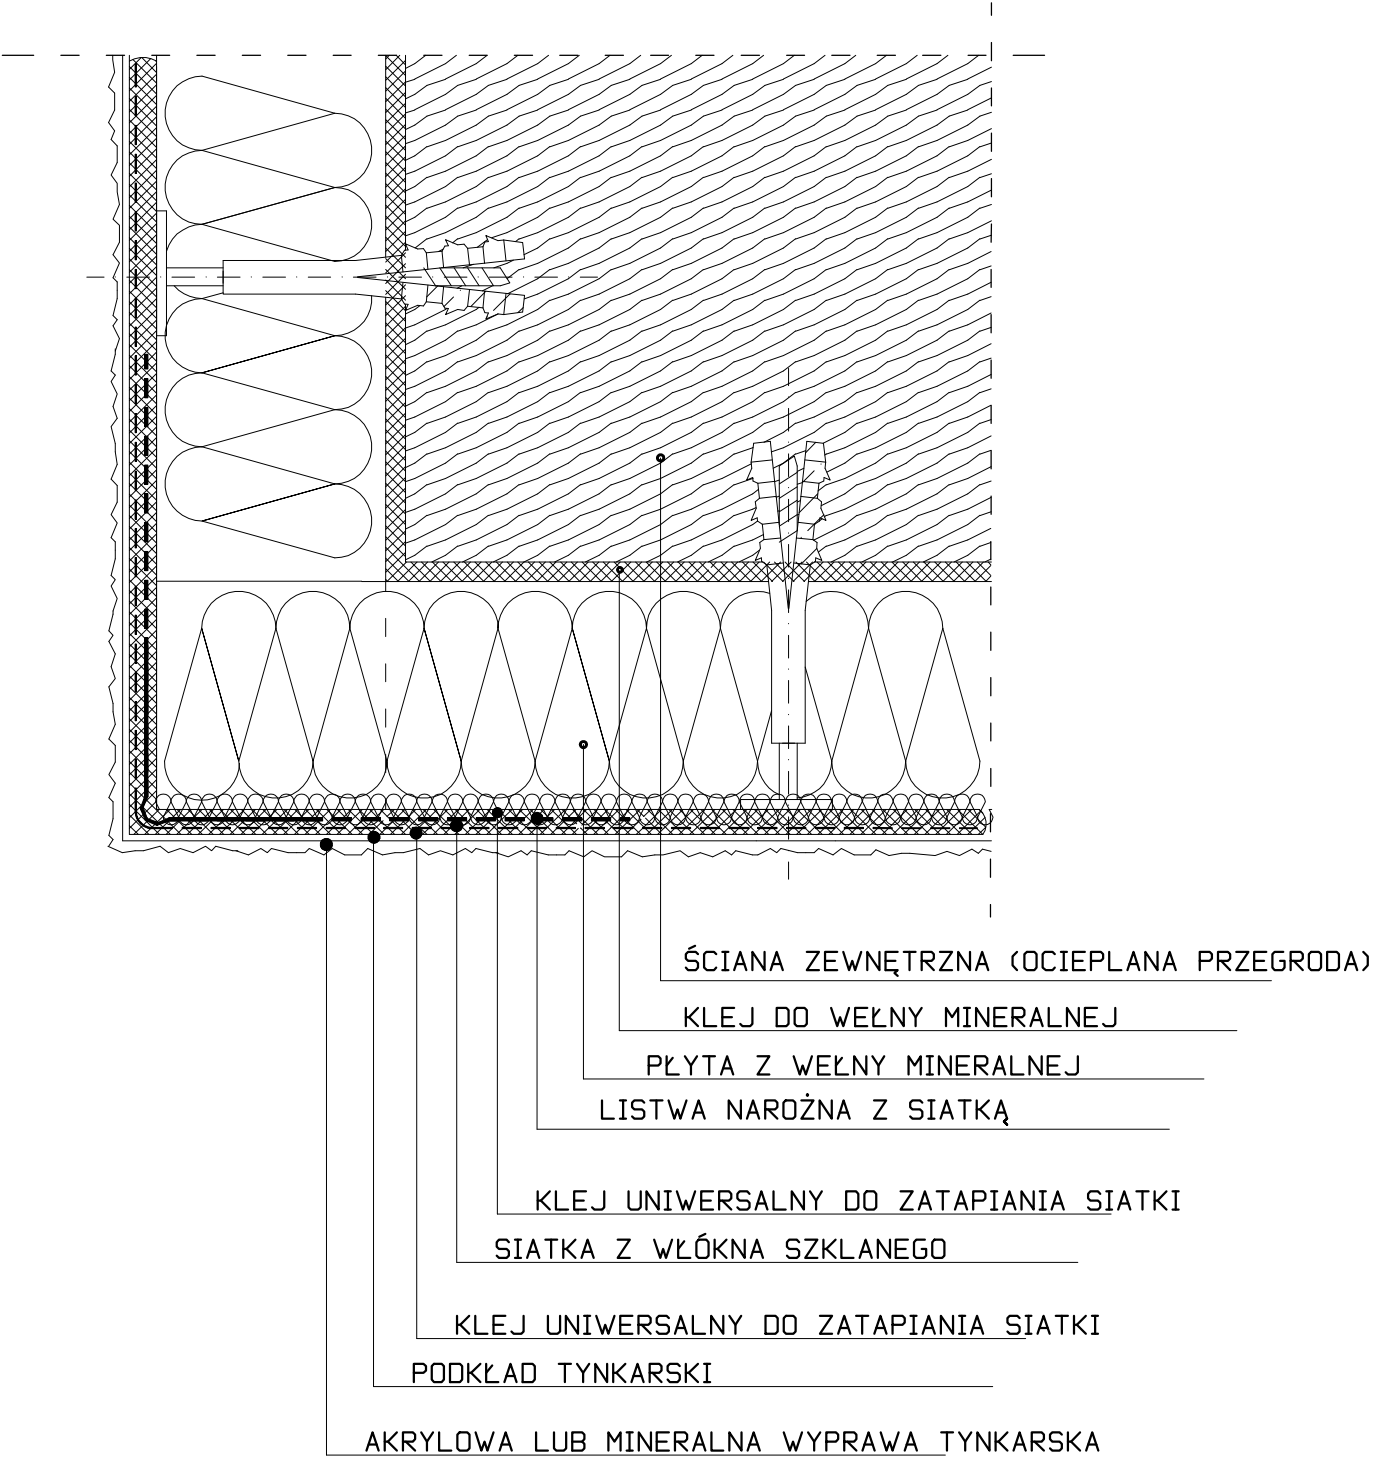 ŚCIANA ZEWNĘTRZNA (OCIEPLANA PRZEGRODA)
KLEJ DO WEŁNY MINERALNEJ
PŁYTA Z WEŁNY MINERALNEJ
LISTWA NAROŻNA Z SIATKĄ
KLEJ UNIWERSALNY DO ZATAPIANIA SIATKI
SIATKA Z WŁÓKNA SZKLANEGO
KLEJ UNIWERSALNY DO ZATAPIANIA SIATKI
PODKŁAD TYNKARSKI
AKRYLOWA LUB MINERALNA WYPRAWA TYNKARSKA